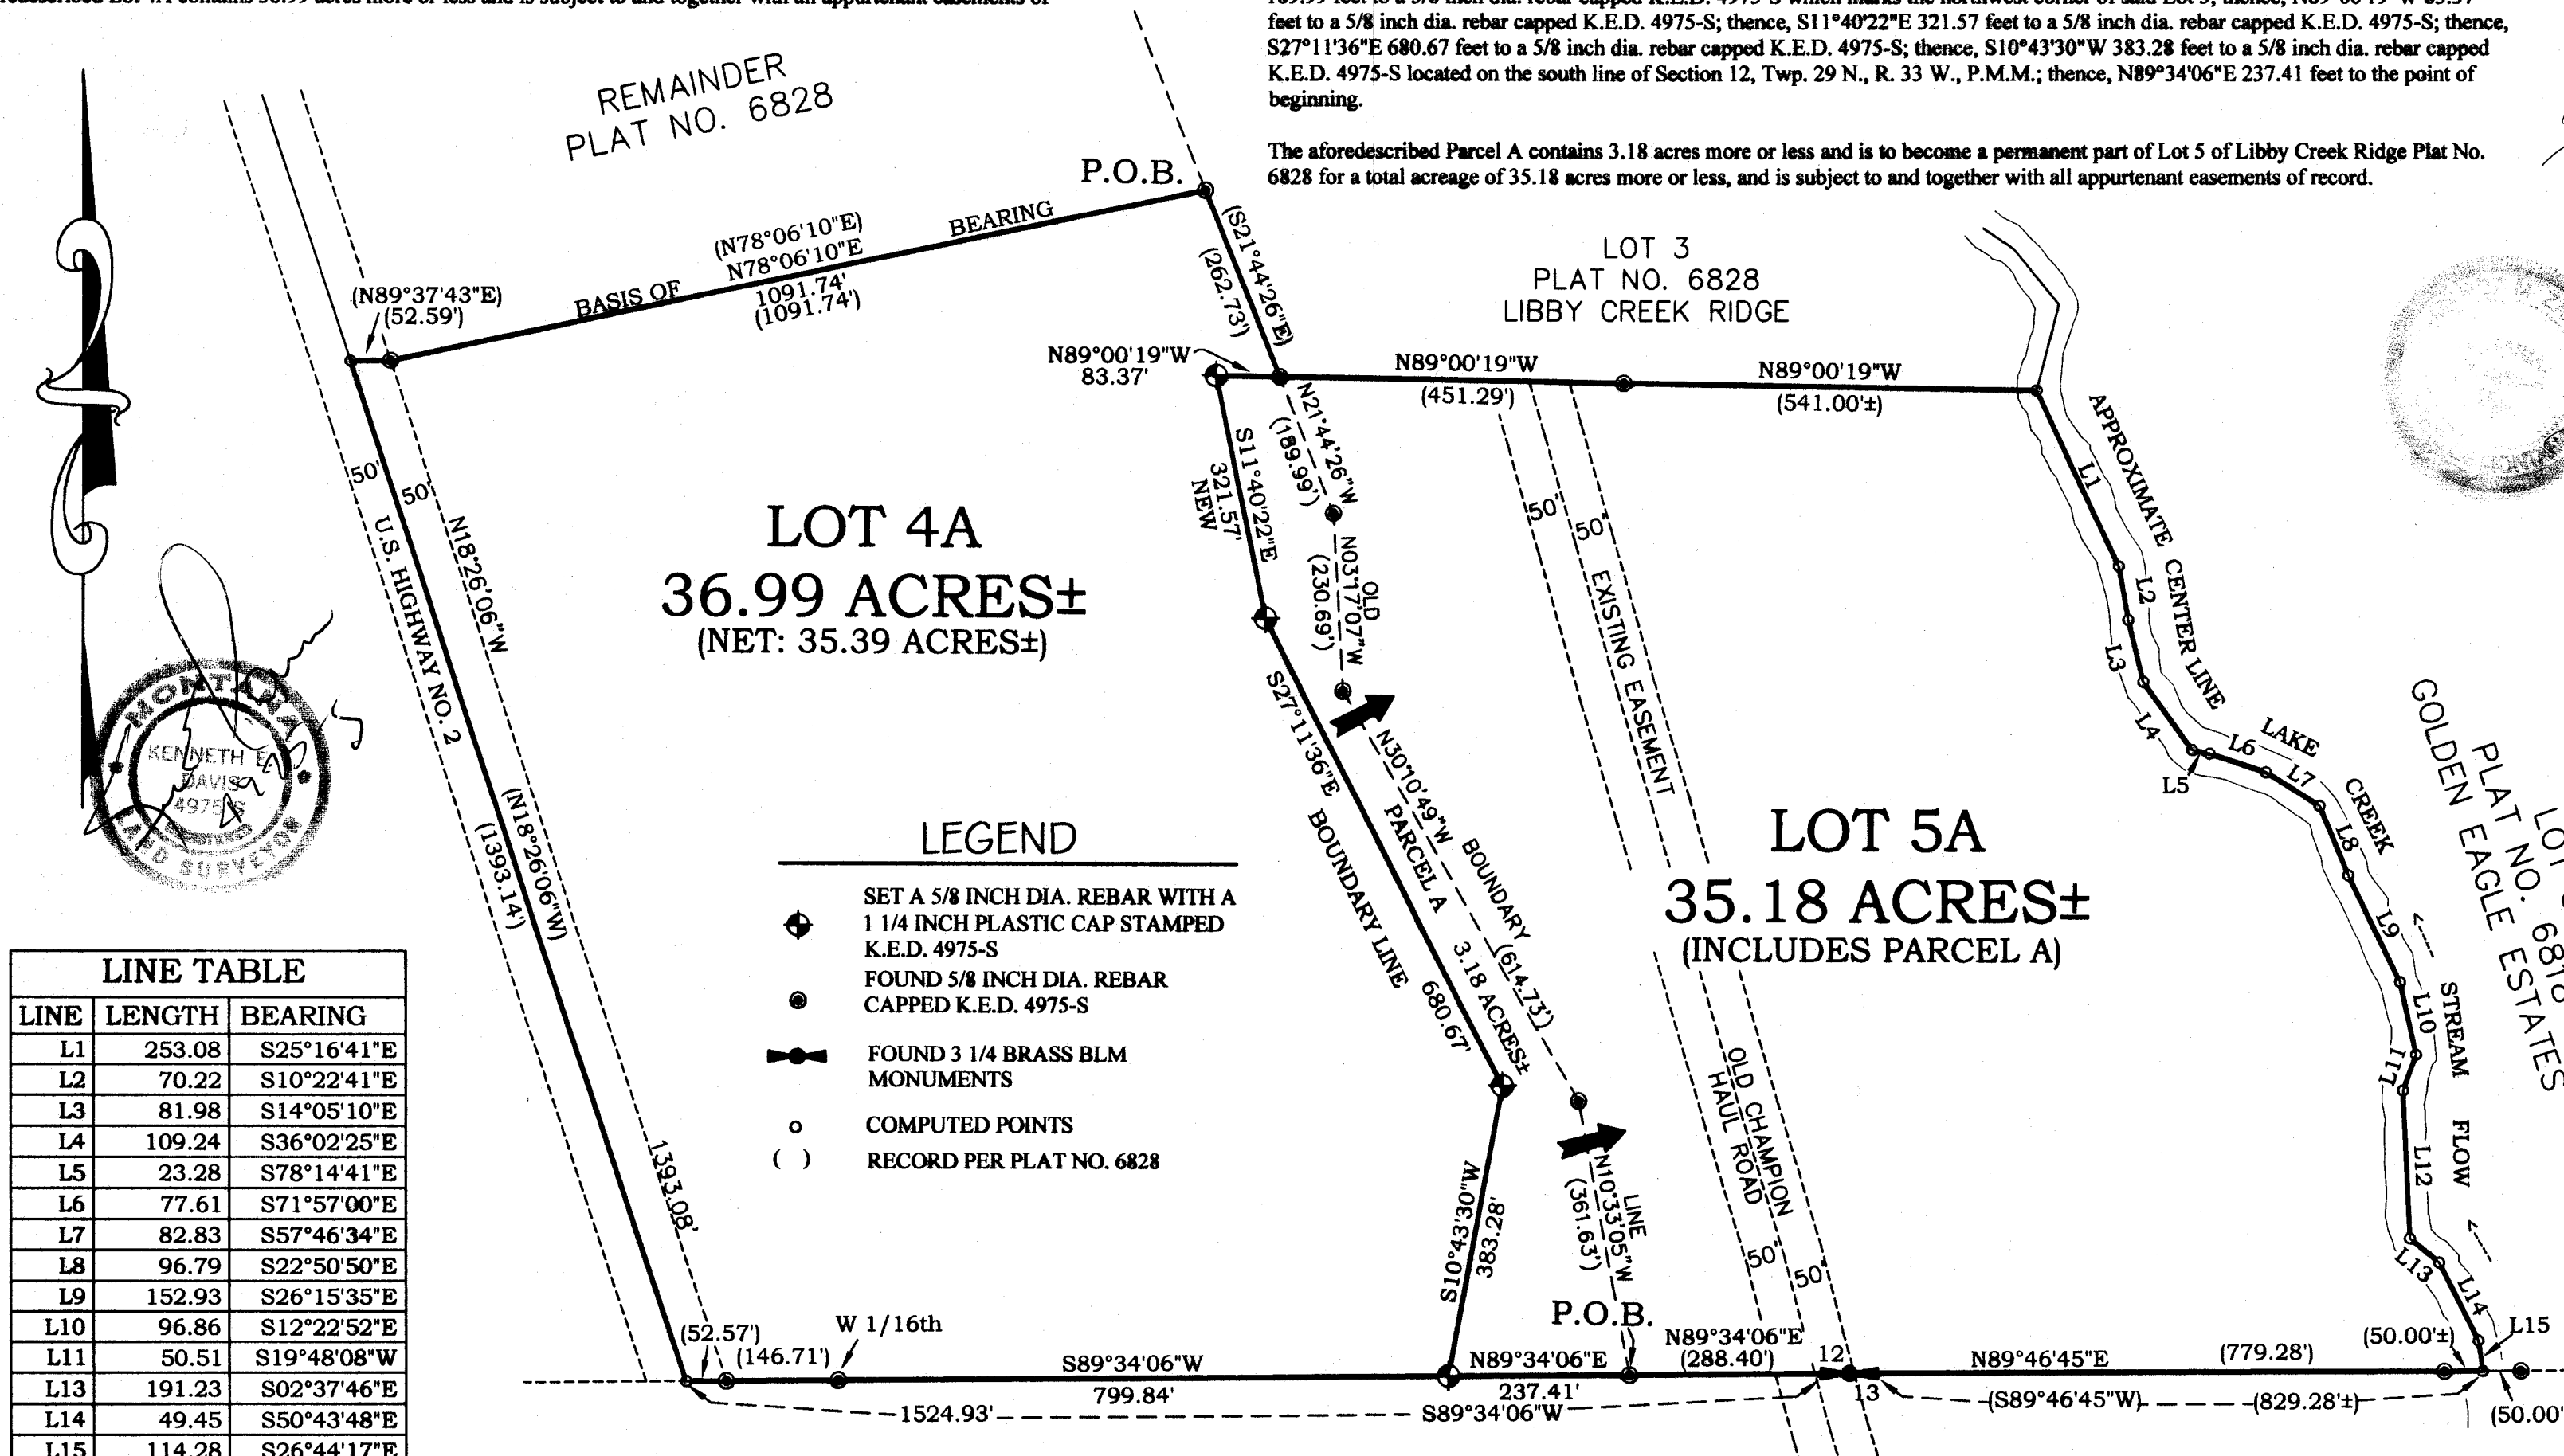 feet to a 5/8 inch dia. rebar capped K.E.D. 4975-S; thence, S11°40'22"E 321.57 feet to a 5/8 inch dia. rebar capped K.E.D. 4975-S; thence,
S27°11'36"E 680.67 feet to a 5/8 inch dia. rebar capped K.E.D. 4975-S; thence, S10°43'30"W 383.28 feet to a 5/8 inch dia. rebar capped
K.E.D. 4975-S located on the south line of Section 12, Twp. 29 N., R. 33 W., P.M.M.; thence, N89°34'06"E 237.41 feet to the point of
beginning.
The aforedescribed Parcel A contains 3.18 acres more or less and is to become a permanent part of Lot 5 of Libby Creek Ridge Plat No.
6828 for a total acreage of 35.18 acres more or less, and is subject to and together with all appurtenant easements of record.
REMAINDER
PLAT NO. 6828
P.O.B.
(N78°06'10"E)
N78°06'10"E
BASIS OF
BEARING
1091.74'
(1091.74')
(N89°37'43"E)
(52.59')
(S21°44'26"E)
(262.73')
LOT 3
PLAT NO. 6828
LIBBY CREEK RIDGE
N89°00'19"W
83.37'
N89°00'19"W
(451.29')
N89°00'19"W
(541.00'±)
N21°44'26"W
(189.99')
S11°40'22"E
321.57'
NEW
OLD
N03°17'07"W
(230.69')
50'
50'
U.S. HIGHWAY NO. 2
N18°26'06"W
(N18°26'06"W)
(1393.14')
1393.08'
LOT 4A
36.99 ACRES±
(NET: 35.39 ACRES±)
50'
50'
EXISTING EASEMENT
APPROXIMATE CENTER LINE
LAKE
CREEK
L1
L2
L3
L4
L5
L6
L7
L8
L9
L10
L11
L12
L13
L14
L15
STREAM FLOW
PLAT NO. 6818
GOLDEN EAGLE ESTATES
MONTANA
KENNETH E.
DAVIS
4975 S
LAND SURVEYOR
S27°11'36"E
BOUNDARY LINE
680.67'
N30°10'49"W
BOUNDARY
(614.73')
PARCEL A
3.18 ACRES±
LOT 5A
35.18 ACRES±
(INCLUDES PARCEL A)
LEGEND
SET A 5/8 INCH DIA. REBAR WITH A
1 1/4 INCH PLASTIC CAP STAMPED
K.E.D. 4975-S
FOUND 5/8 INCH DIA. REBAR
CAPPED K.E.D. 4975-S
FOUND 3 1/4 BRASS BLM
MONUMENTS
COMPUTED POINTS
( ) RECORD PER PLAT NO. 6828
LINE TABLE
LINE LENGTH BEARING
L1 253.08 S25°16'41"E
L2 70.22 S10°22'41"E
L3 81.98 S14°05'10"E
L4 109.24 S36°02'25"E
L5 23.28 S78°14'41"E
L6 77.61 S71°57'00"E
L7 82.83 S57°46'34"E
L8 96.79 S22°50'50"E
L9 152.93 S26°15'35"E
L10 96.86 S12°22'52"E
L11 50.51 S19°48'08"W
L13 191.23 S02°37'46"E
L14 49.45 S50°43'48"E
L15 114.28 S26°44'17"E
OLD CHAMPION
HAUL ROAD
50'
50'
S10°43'30"W
383.28'
N10°33'05"W
(361.63')
LINE
P.O.B.
(52.57')
(146.71')
W 1/16th
S89°34'06"W
799.84'
N89°34'06"E
237.41'
N89°34'06"E
(288.40')
12
13
N89°46'45"E
(779.28')
(50.00'±)
1524.93'
S89°34'06"W
(S89°46'45"W)
(829.28'±)
(50.00'